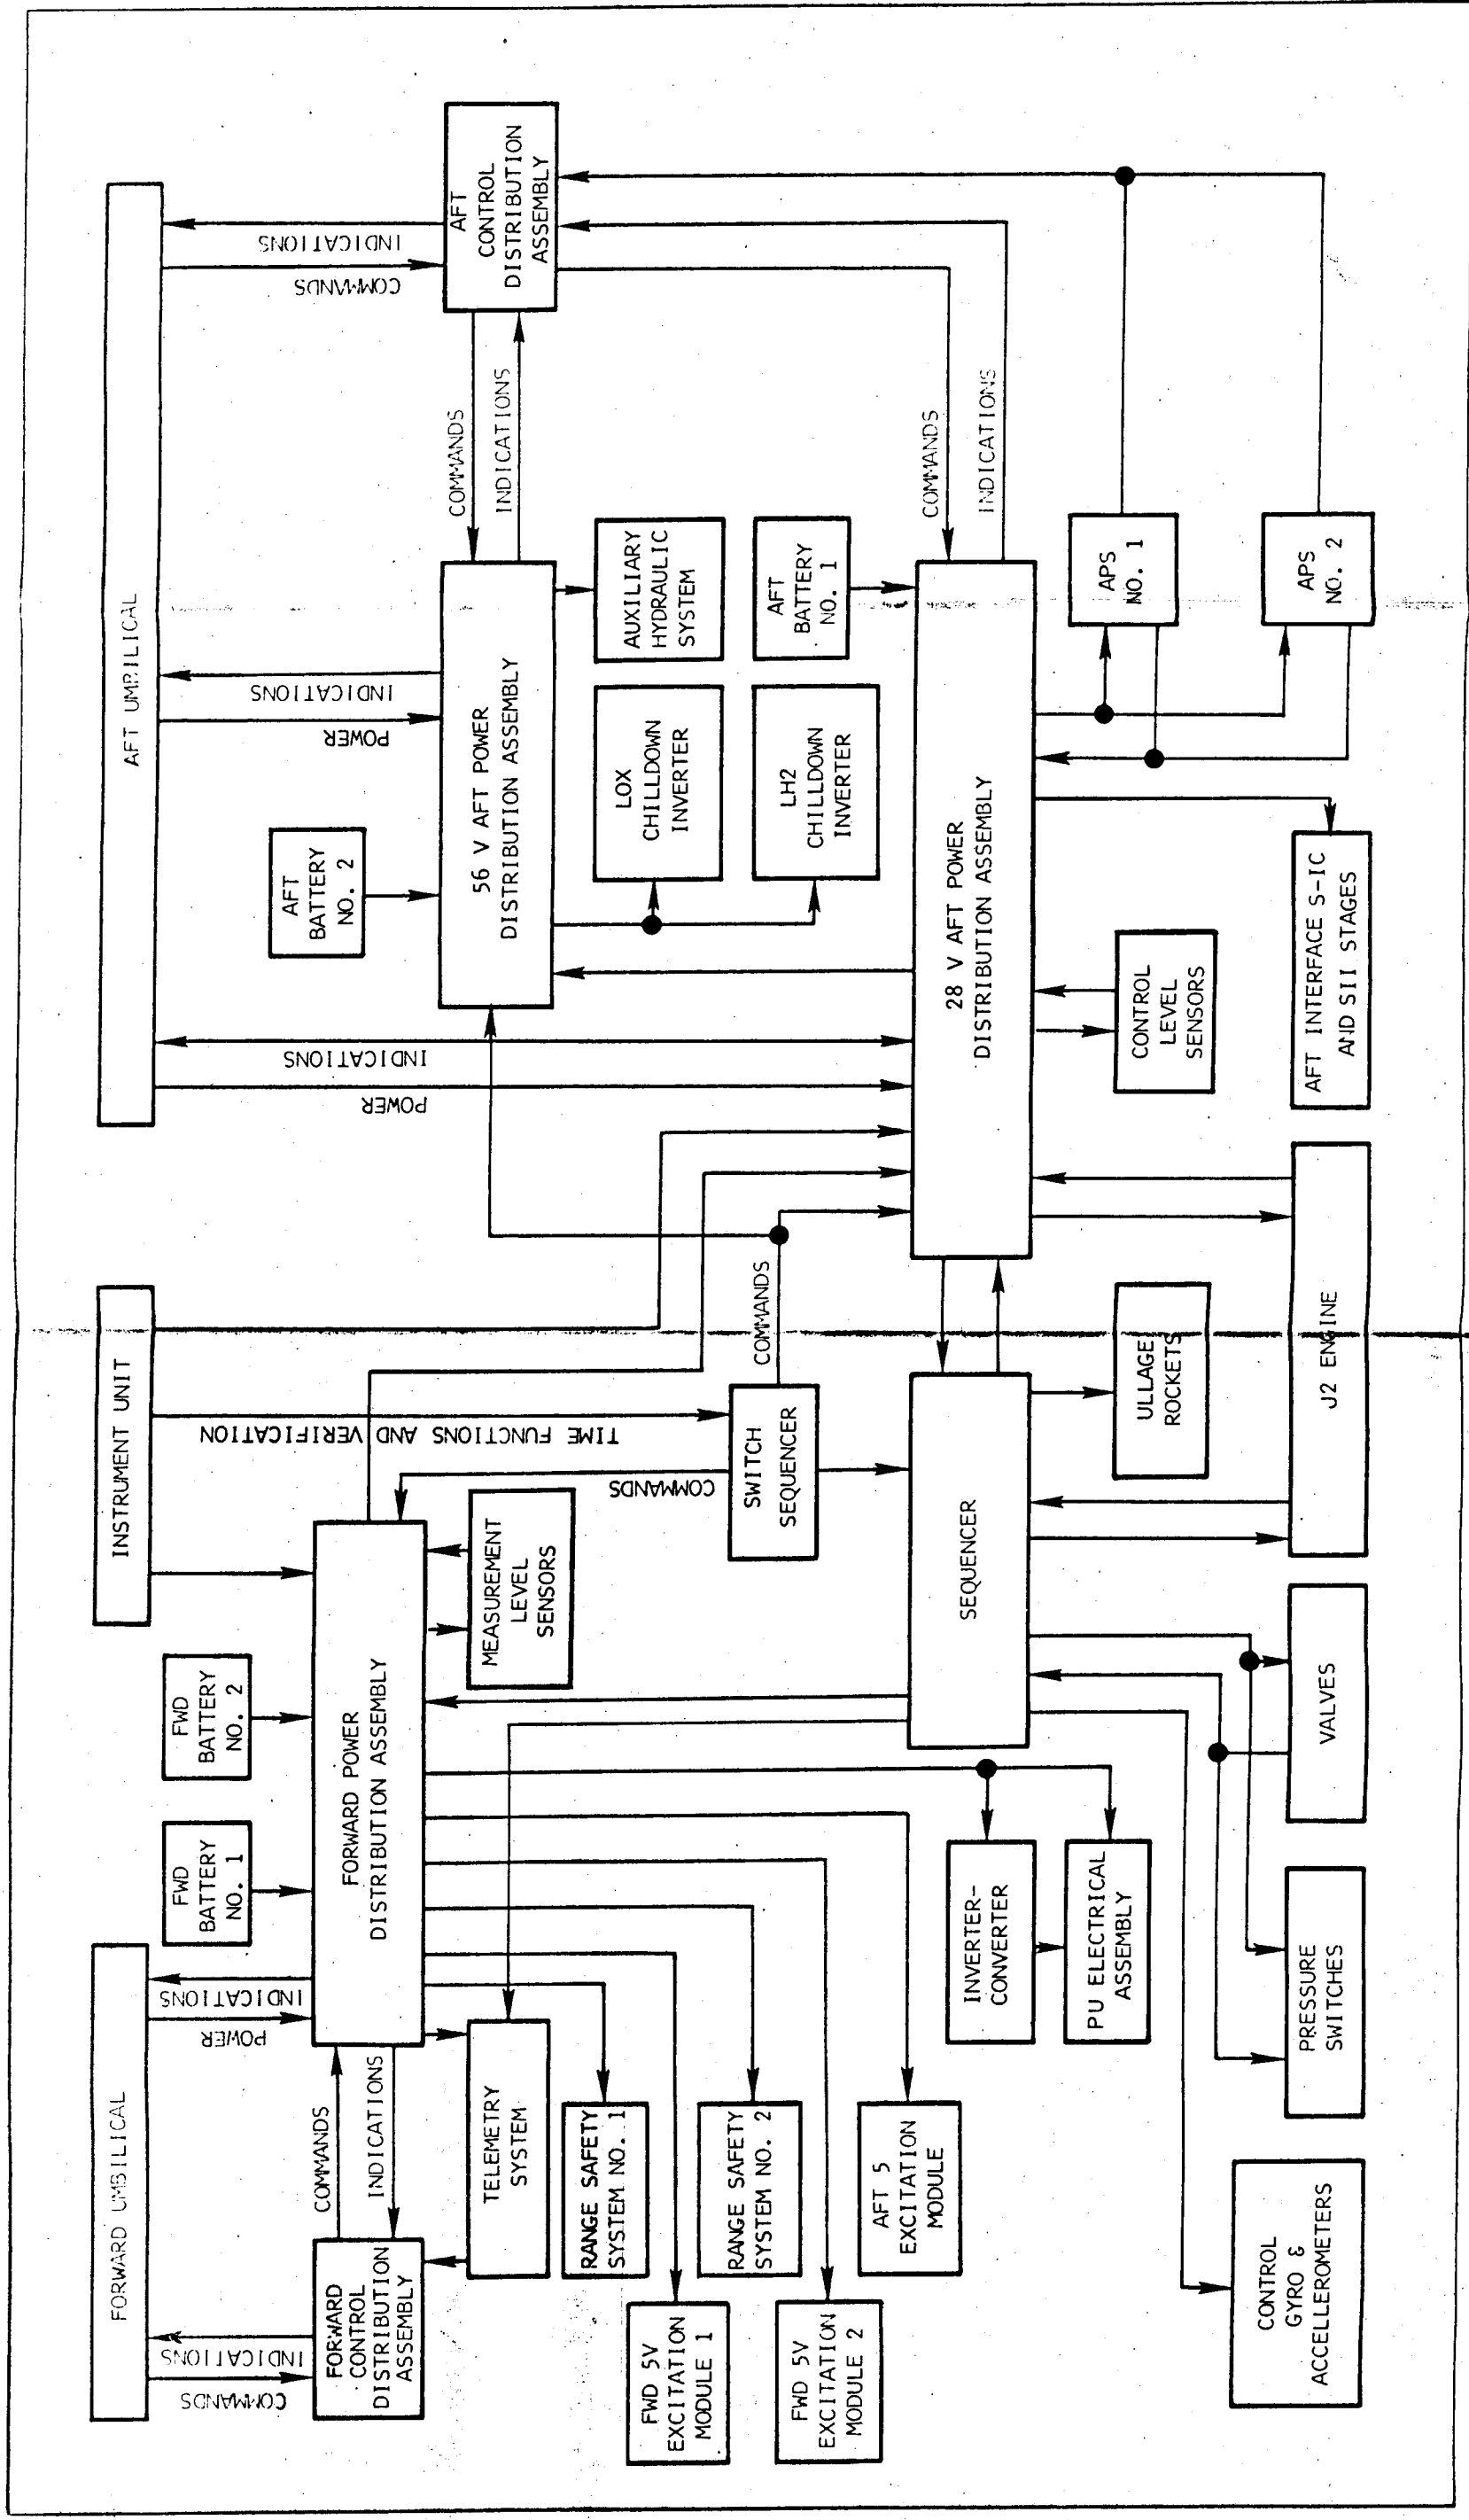 FORWARD UMBILICAL
INSTRUMENT UNIT
AFT UMBILICAL
COMMANDS
INDICATIONS
POWER
INDICATIONS
FWD
BATTERY
NO. 1
FWD
BATTERY
NO. 2
TIME FUNCTIONS AND VERIFICATION
POWER
INDICATIONS
AFT
BATTERY
NO. 2
POWER
INDICATIONS
COMMANDS
INDICATIONS
FORWARD
CONTROL
DISTRIBUTION
ASSEMBLY
COMMANDS
INDICATIONS
FORWARD POWER
DISTRIBUTION ASSEMBLY
56 V AFT POWER
DISTRIBUTION ASSEMBLY
COMMANDS
INDICATIONS
AFT
CONTROL
DISTRIBUTION
ASSEMBLY
TELEMETRY
SYSTEM
MEASUREMENT
LEVEL
SENSORS
COMMANDS
RANGE SAFETY
SYSTEM NO. 1
LOX
CHILLDOWN
INVERTER
AUXILIARY
HYDRAULIC
SYSTEM
FWD 5V
EXCITATION
MODULE 1
RANGE SAFETY
SYSTEM NO. 2
SWITCH
SEQUENCER
COMMANDS
LH2
CHILLDOWN
INVERTER
AFT
BATTERY
NO. 1
FWD 5V
EXCITATION
MODULE 2
AFT 5
EXCITATION
MODULE
SEQUENCER
28 V AFT POWER
DISTRIBUTION ASSEMBLY
COMMANDS
INDICATIONS
INVERTER-
CONVERTER
PU ELECTRICAL
ASSEMBLY
ULLAGE
ROCKETS
CONTROL
LEVEL
SENSORS
APS
NO. 1
CONTROL
GYRO &
ACCELLEROMETERS
PRESSURE
SWITCHES
VALVES
J2 ENGINE
AFT INTERFACE S-IC
AND SII STAGES
APS
NO. 2